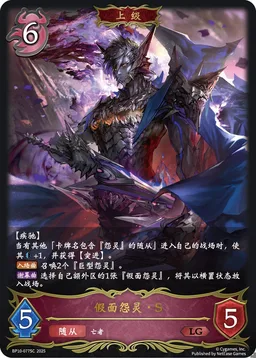 上级
6
【疾驰】
当有其他「卡牌名包含『怨灵』的随从」进入自己的战场时，使
其+1，并获得【突进】。
入场曲 召唤2个『巨型怨灵』。
谢幕曲 选择自己额外区的1张『假面怨灵』，将其以横置状态放
入战场。
BP10-077SC 2025
© Cygames, Inc.
Published by NetEase Games
假面怨灵・S
5
随从
亡者
LG
5